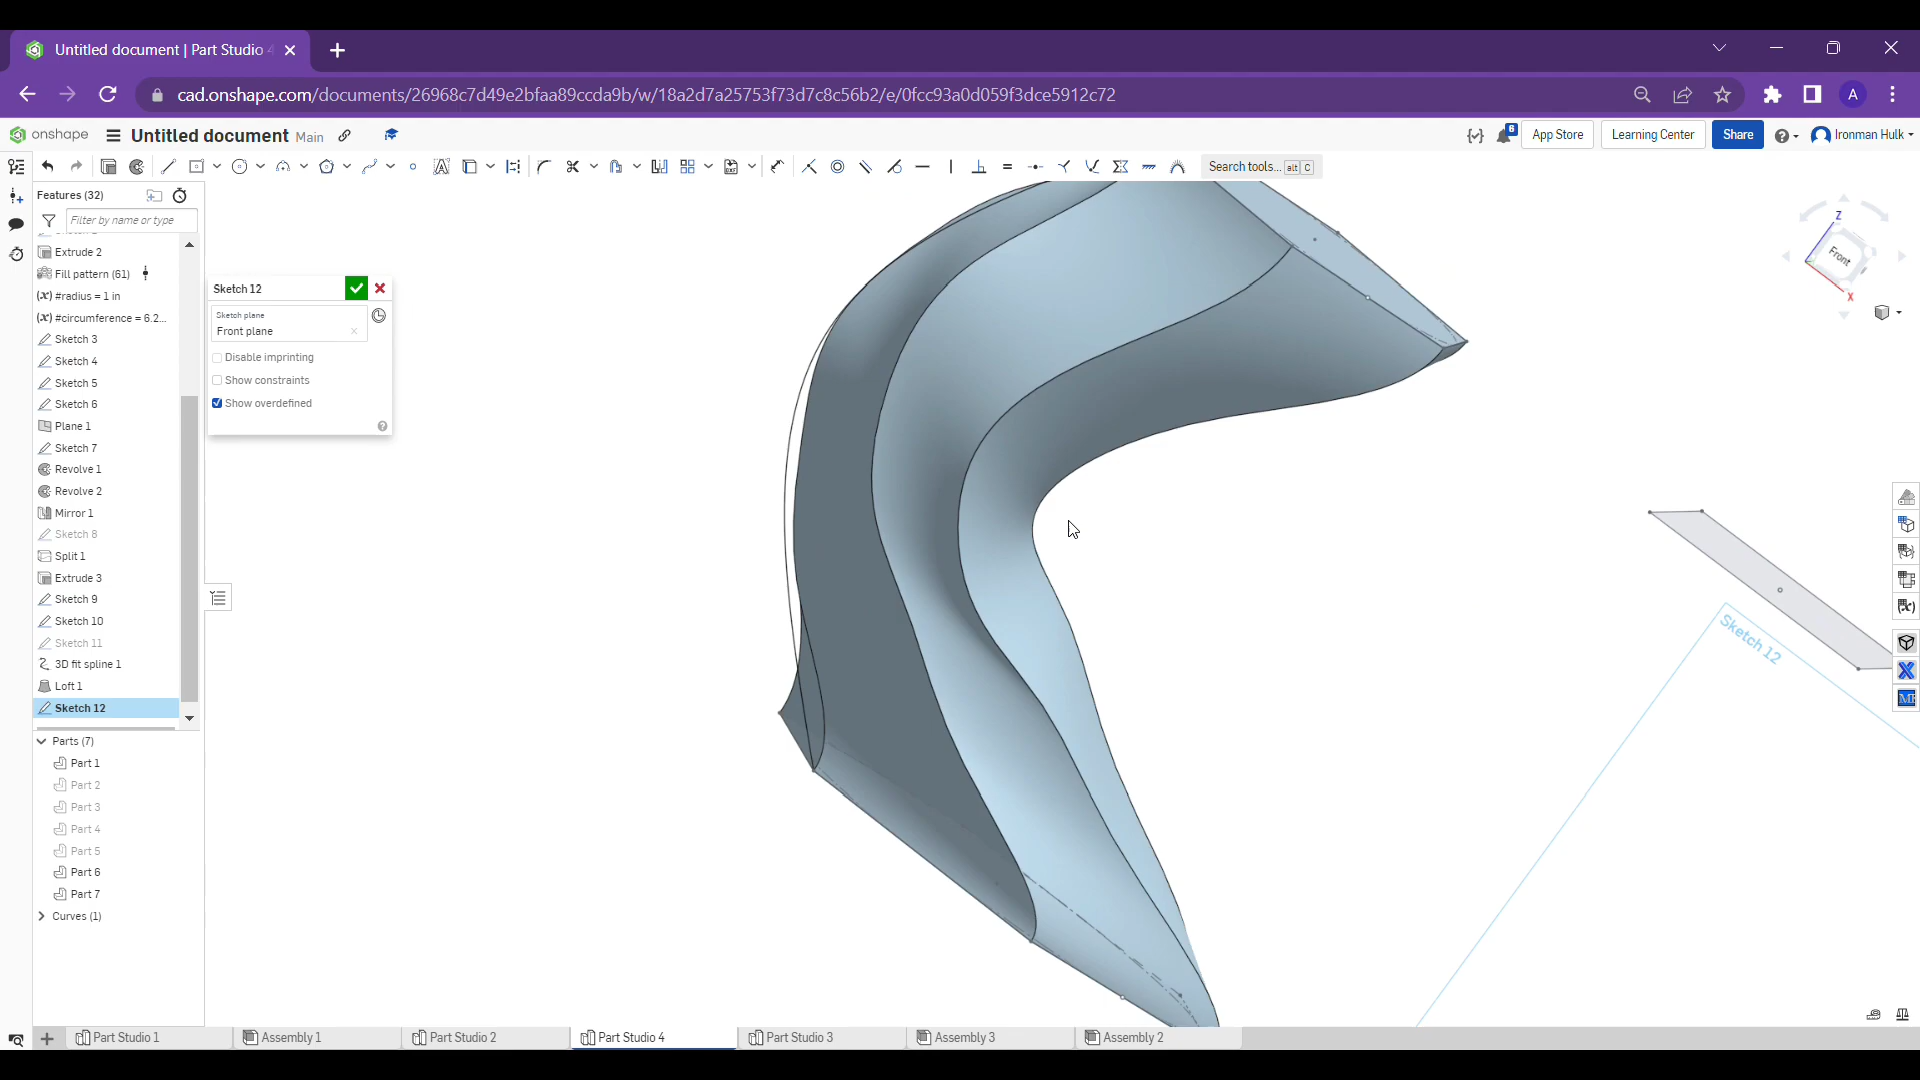 Untitled document | Part Studio 4
cad.onshape.com/documents/26968c7d49e2bfaa89ccda9b/w/18a2d7a25753f73d7c8c56b2/e/0fcc93a0d059f3dce5912c72
A
onshape
Untitled document Main
6
App Store
Learning Center
Share
Ironman Hulk
Search tools... alt C
Features (32)
Filter by name or type
Extrude 2
Fill pattern (61)
(x) #radius = 1 in
(x) #circumference = 6.2...
Sketch 3
Sketch 4
Sketch 5
Sketch 6
Plane 1
Sketch 7
Revolve 1
Revolve 2
Mirror 1
Sketch 8
Split 1
Extrude 3
Sketch 9
Sketch 10
Sketch 11
3D fit spline 1
Loft 1
Sketch 12
Parts (7)
Part 1
Part 2
Part 3
Part 4
Part 5
Part 6
Part 7
Curves (1)
Sketch 12
Sketch plane
Front plane
Disable imprinting
Show constraints
Show overdefined
Z
Front
X
Sketch 12
Part Studio 1
Assembly 1
Part Studio 2
Part Studio 4
Part Studio 3
Assembly 3
Assembly 2